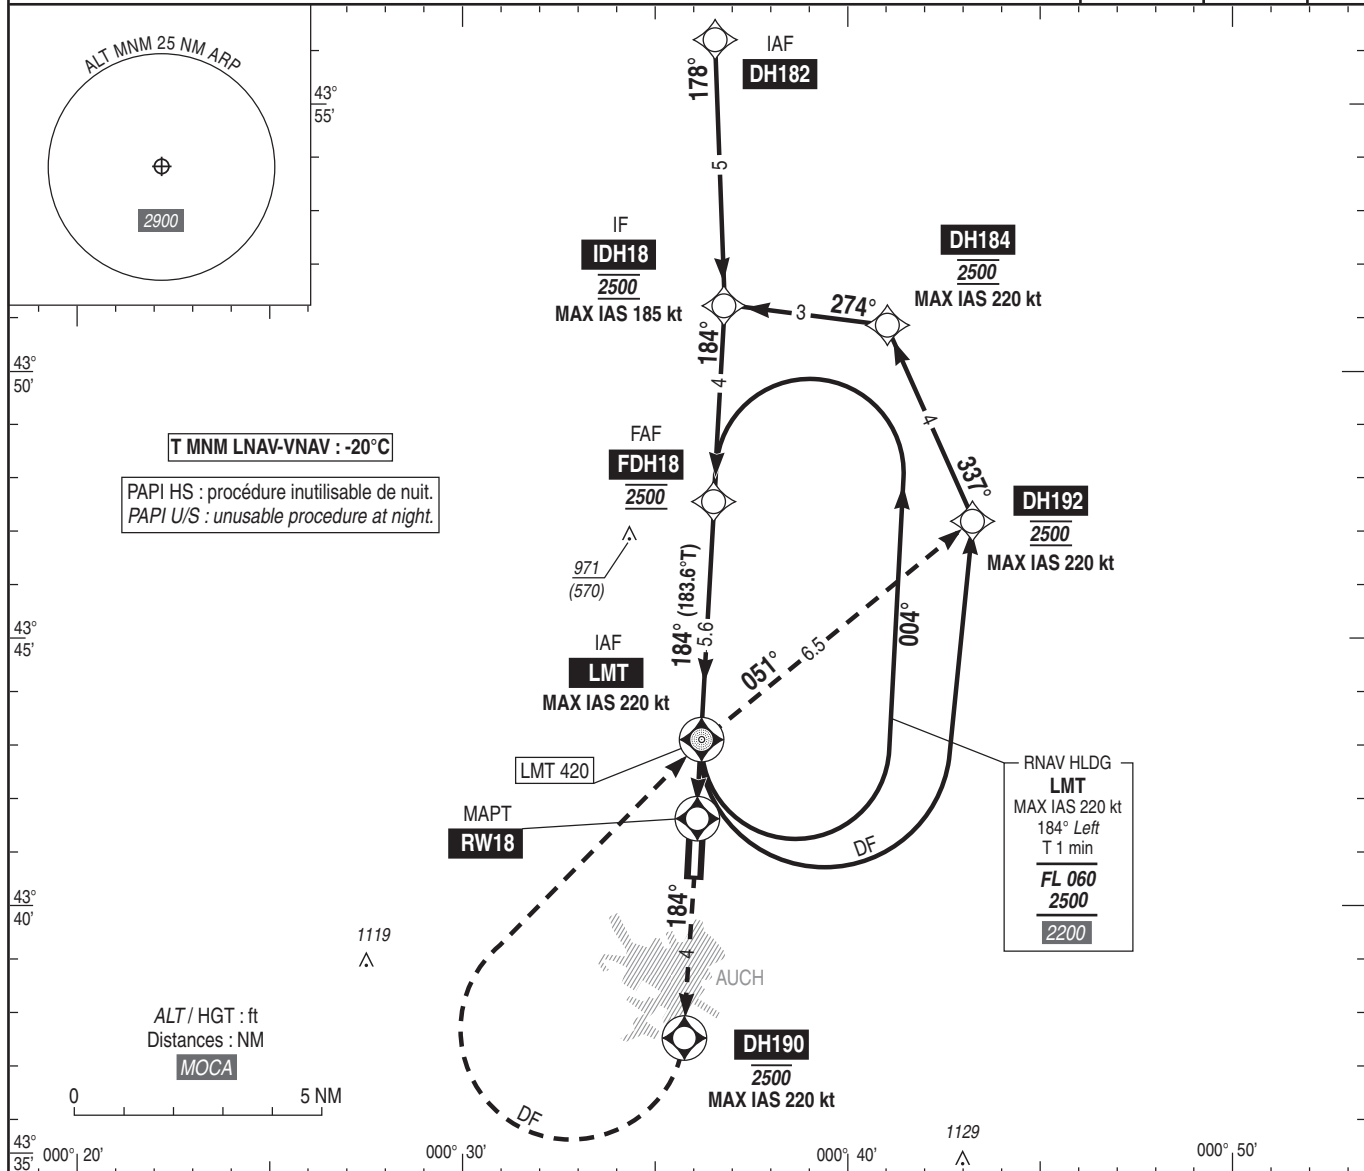 ALT MNM 25 NM ARP
2900
43°
55'
IAF
DH182
178°
5
IF
IDH18
2500
MAX IAS 185 kt
DH184
2500
MAX IAS 220 kt
274°
3
184°
4
43°
50'
T MNM LNAV-VNAV : -20°C
PAPI HS : procédure inutilisable de nuit.
PAPI U/S : unusable procedure at night.
FAF
FDH18
2500
4
337°
DH192
2500
MAX IAS 220 kt
971
(570)
184° (183.6°T)
5.6
004°
43°
45'
IAF
LMT
MAX IAS 220 kt
051°
6.5
LMT 420
MAPT
RW18
DF
RNAV HLDG
LMT
MAX IAS 220 kt
184° Left
T 1 min
FL 060
2500
2200
43°
40'
184°
4
1119
AUCH
ALT / HGT : ft
Distances : NM
MOCA
0
5 NM
DH190
2500
MAX IAS 220 kt
DF
1129
43°
35'
000° 20'
000° 30'
000° 40'
000° 50'